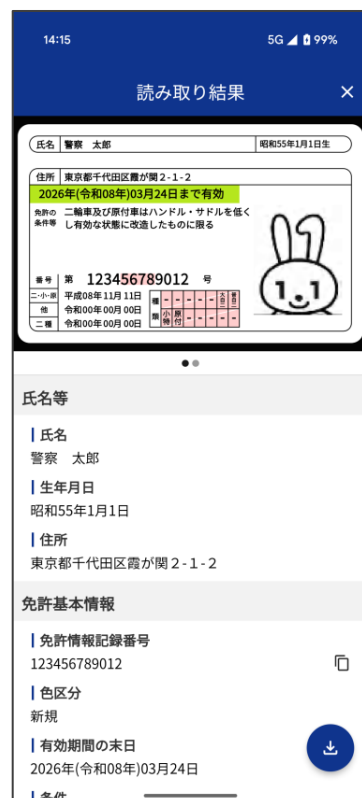 14:15 5G 99%
読み取り結果 ×
氏名 警察　太郎 昭和55年1月1日生
住所 東京都千代田区霞が関２-１-２
2026年(令和08年)03月24日まで有効
免許の条件等 二輪車及び原付車はハンドル・サドルを低く
し有効な状態に改造したものに限る
番号 第 123456789012 号
二・小・原 平成08年11月11日
他 令和00年00月00日
二種 令和00年00月00日
種類 - - - - 大自二 普自二
小特 原付 - - - -
氏名等
氏名
警察　太郎
生年月日
昭和55年1月1日
住所
東京都千代田区霞が関２-１-２
免許基本情報
免許情報記録番号
123456789012
色区分
新規
有効期間の末日
2026年(令和08年)03月24日
条件